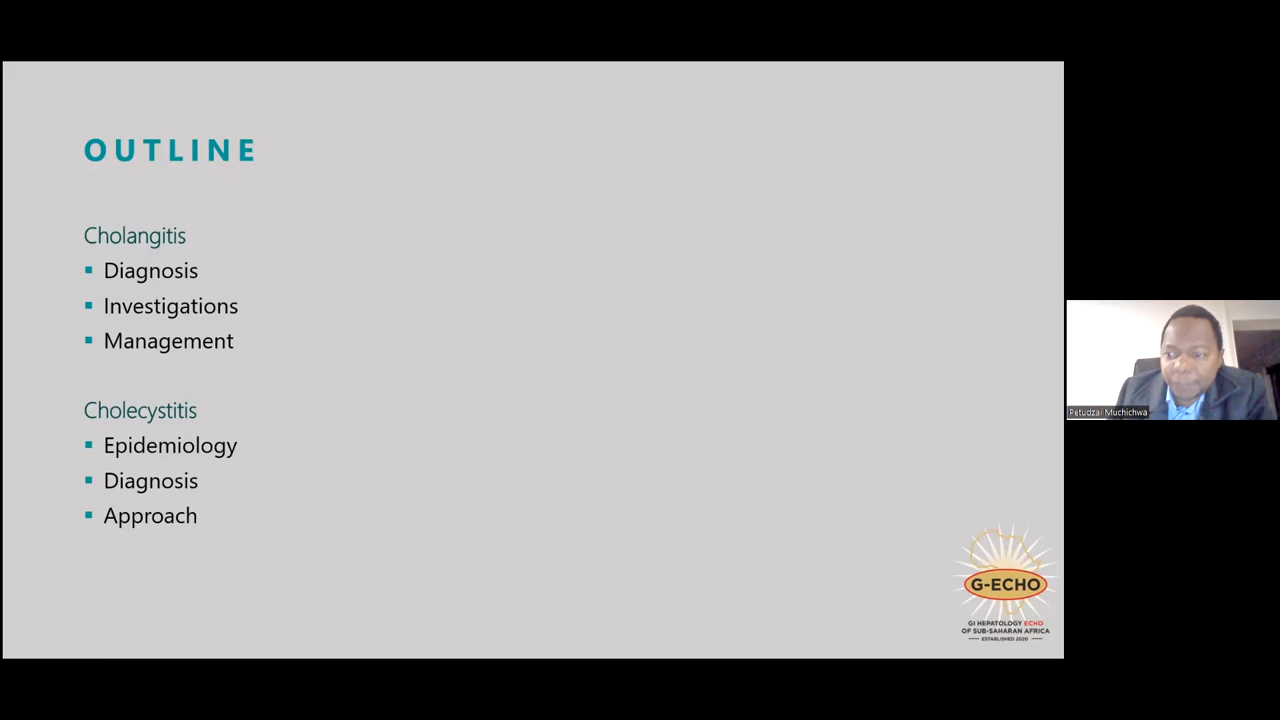 OUTLINE
Cholangitis
▪ Diagnosis
▪ Investigations
▪ Management
Cholecystitis
▪ Epidemiology
▪ Diagnosis
▪ Approach
Petudzai Muchichwa
G-ECHO
GI HEPATOLOGY ECHO
OF SUB-SAHARAN AFRICA
ESTABLISHED 2020